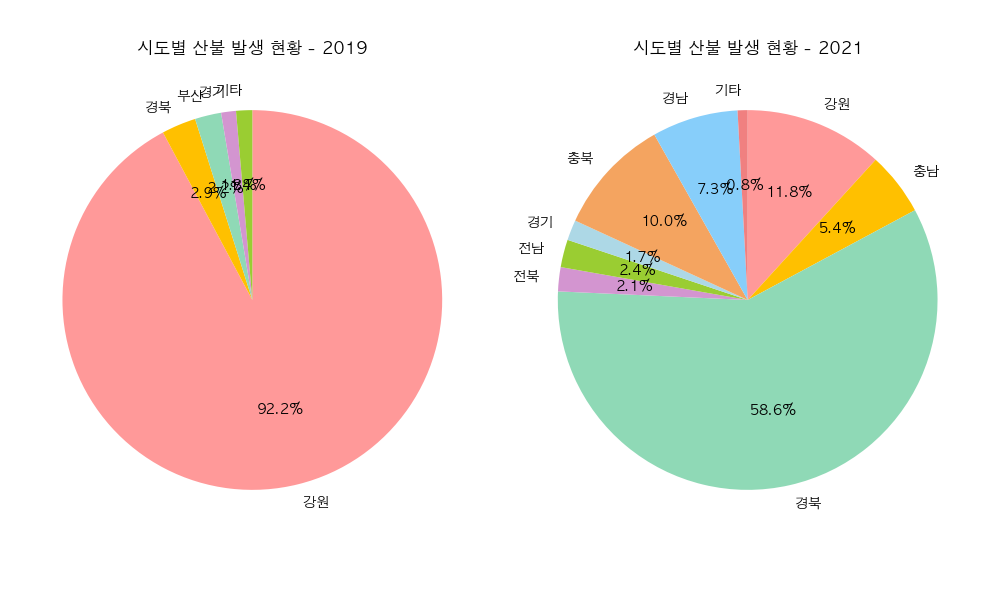 시도별 산불 발생 현황 - 2019
기타
경기
부산
경북
2.9%
92.2%
강원
시도별 산불 발생 현황 - 2021
기타
경남
강원
충북
충남
0.8%
7.3%
11.8%
10.0%
5.4%
경기
1.7%
전남
2.4%
전북
2.1%
58.6%
경북